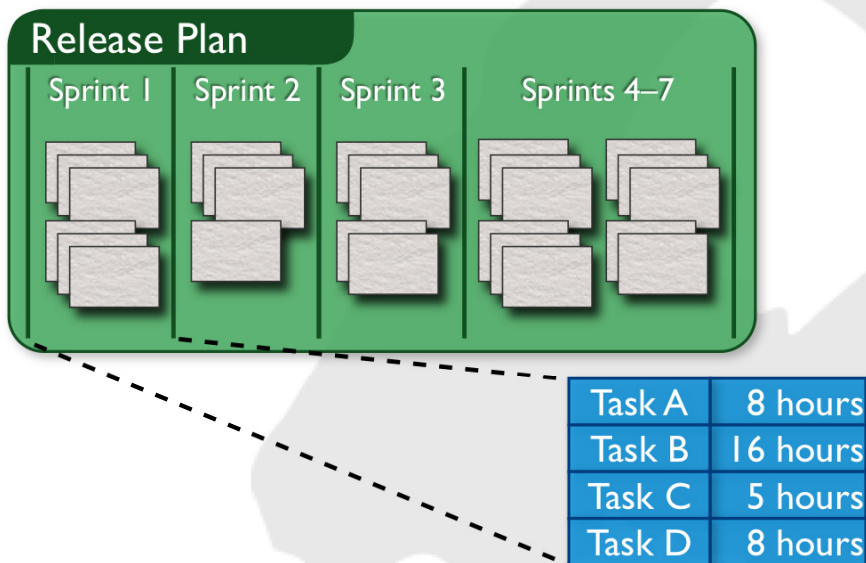 Release Plan
Sprint 1 Sprint 2 Sprint 3 Sprints 4–7
Task A 8 hours
Task B 16 hours
Task C 5 hours
Task D 8 hours